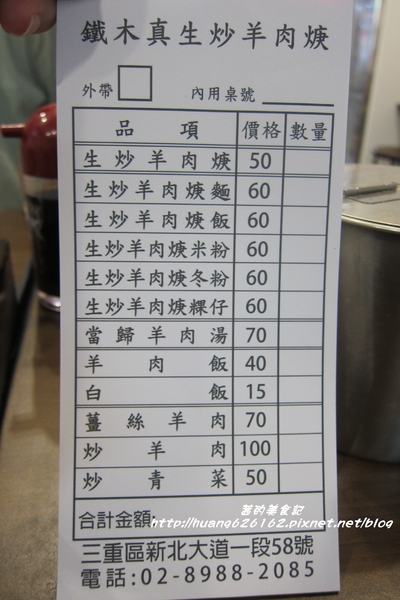 鐵木真生炒羊肉焿
外帶 內用桌號
品項 價格 數量
生炒羊肉焿 50
生炒羊肉焿麵 60
生炒羊肉焿飯 60
生炒羊肉焿米粉 60
生炒羊肉焿冬粉 60
生炒羊肉焿粿仔 60
當歸羊肉湯 70
羊肉飯 40
白飯 15
薑絲羊肉 70
炒羊肉 100
炒青菜 50
合計金額:
的美食記
http://huang626162.pixnet.net/blog
三重區新北大道一段58號
電話:02-8988-2085